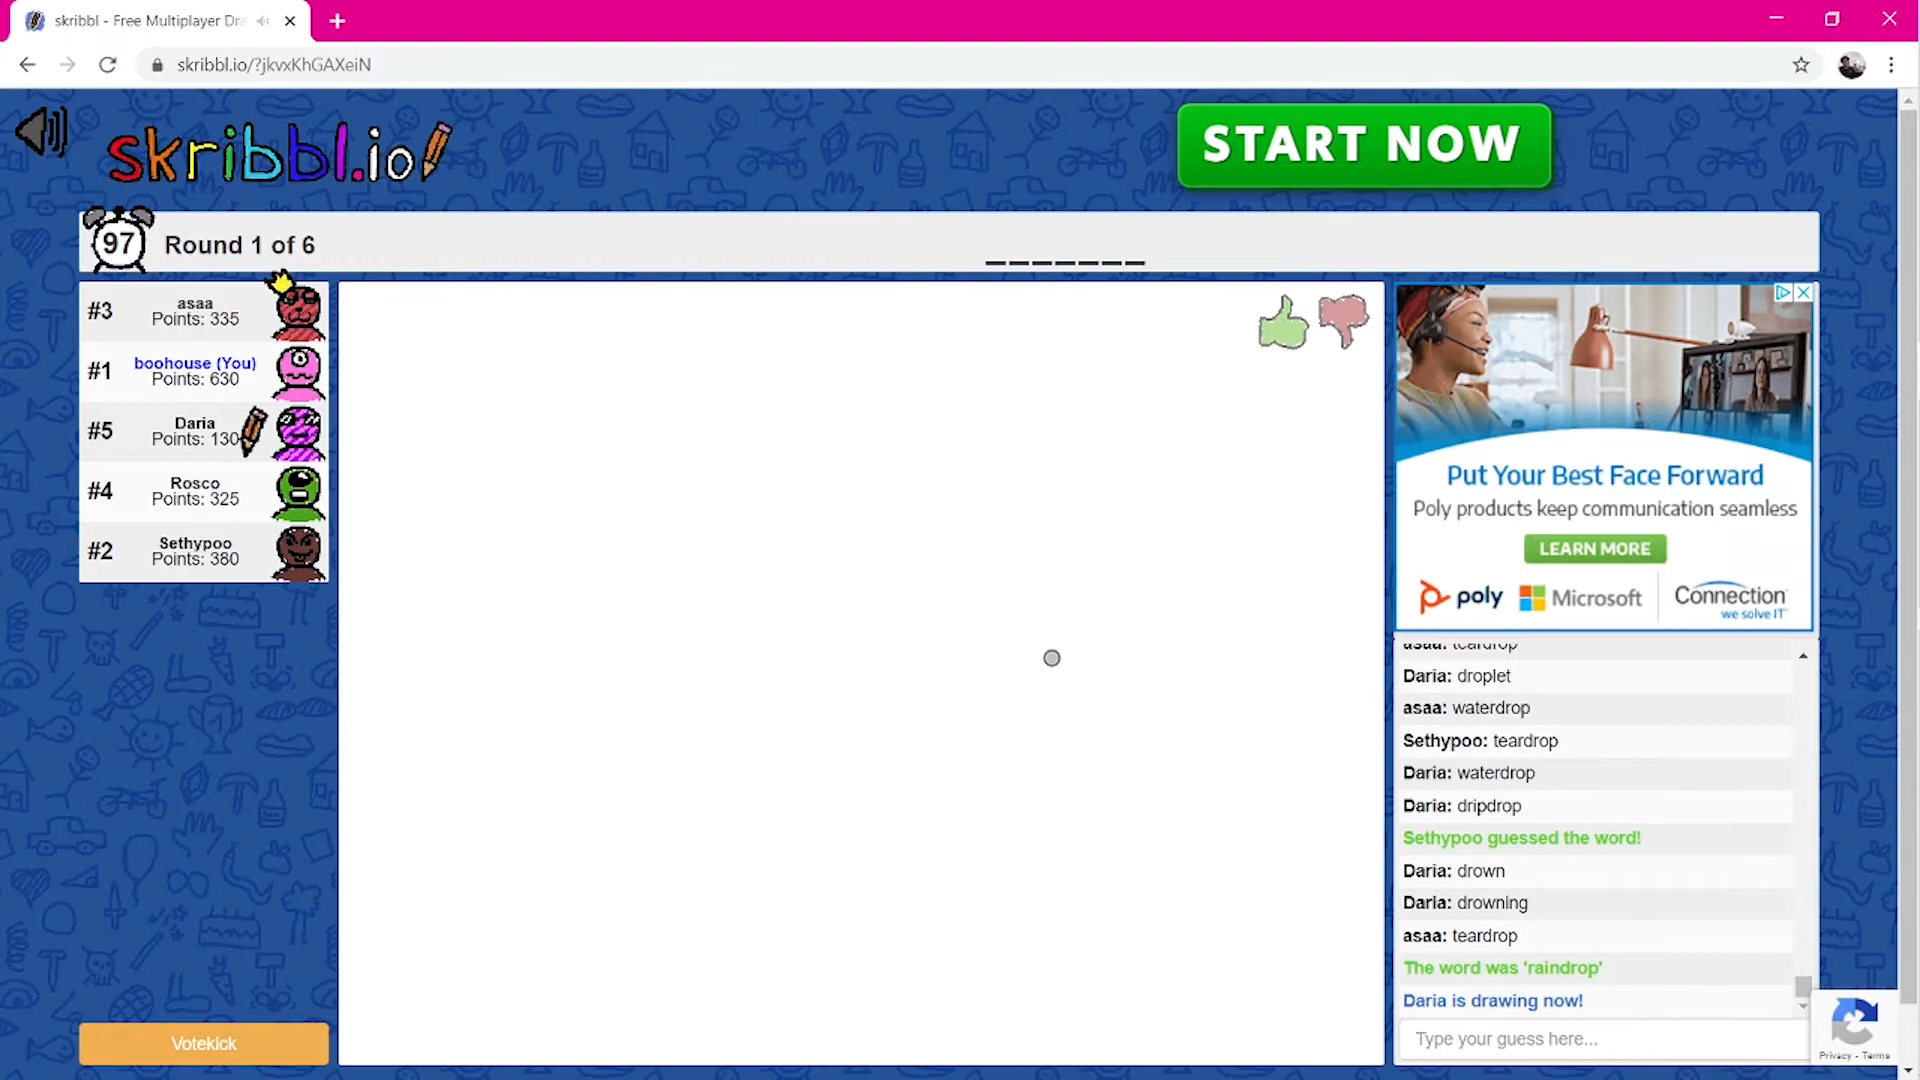 skribbl - Free Multiplayer Dra
skribbl.io/?jkvxKhGAXeiN
skribbl.io
START NOW
97
Round 1 of 6
_______
#3
asaa
Points: 335
#1
boohouse (You)
Points: 630
#5
Daria
Points: 130
#4
Rosco
Points: 325
#2
Sethypoo
Points: 380
Votekick
Put Your Best Face Forward
Poly products keep communication seamless
LEARN MORE
poly
Microsoft
Connection
we solve IT
asaa: teardrop
Daria: droplet
asaa: waterdrop
Sethypoo: teardrop
Daria: waterdrop
Daria: dripdrop
Sethypoo guessed the word!
Daria: drown
Daria: drowning
asaa: teardrop
The word was 'raindrop'
Daria is drawing now!
Type your guess here...
Privacy - Terms